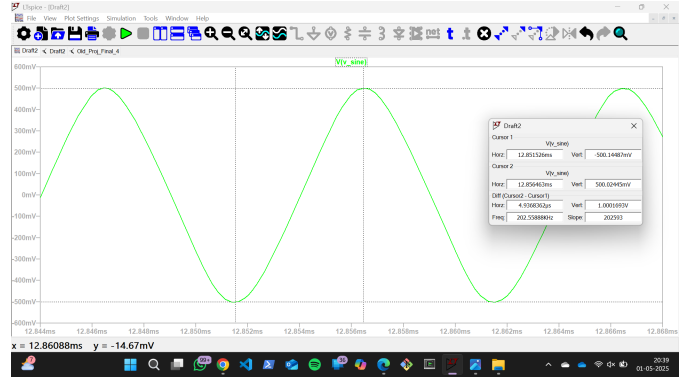 LTspice - [Draft2]
File View Plot Settings Simulation Tools Window Help
Draft2 Draft2 Old_Proj_Final_4
V(v_sine)
600mV
500mV
400mV
300mV
200mV
100mV
0mV
-100mV
-200mV
-300mV
-400mV
-500mV
-600mV
12.844ms 12.846ms 12.848ms 12.850ms 12.852ms 12.854ms 12.856ms 12.858ms 12.860ms 12.862ms 12.864ms 12.866ms 12.868ms
Draft2
Cursor 1
V(v_sine)
Horz: 12.851526ms Vert: -500.14487mV
Cursor 2
V(v_sine)
Horz: 12.856463ms Vert: 500.02445mV
Diff (Cursor2 - Cursor1)
Horz: 4.9368362µs Vert: 1.0001693V
Freq: 202.55888KHz Slope: 202593
x = 12.86088ms y = -14.67mV
99+
36
20:39
01-05-2025